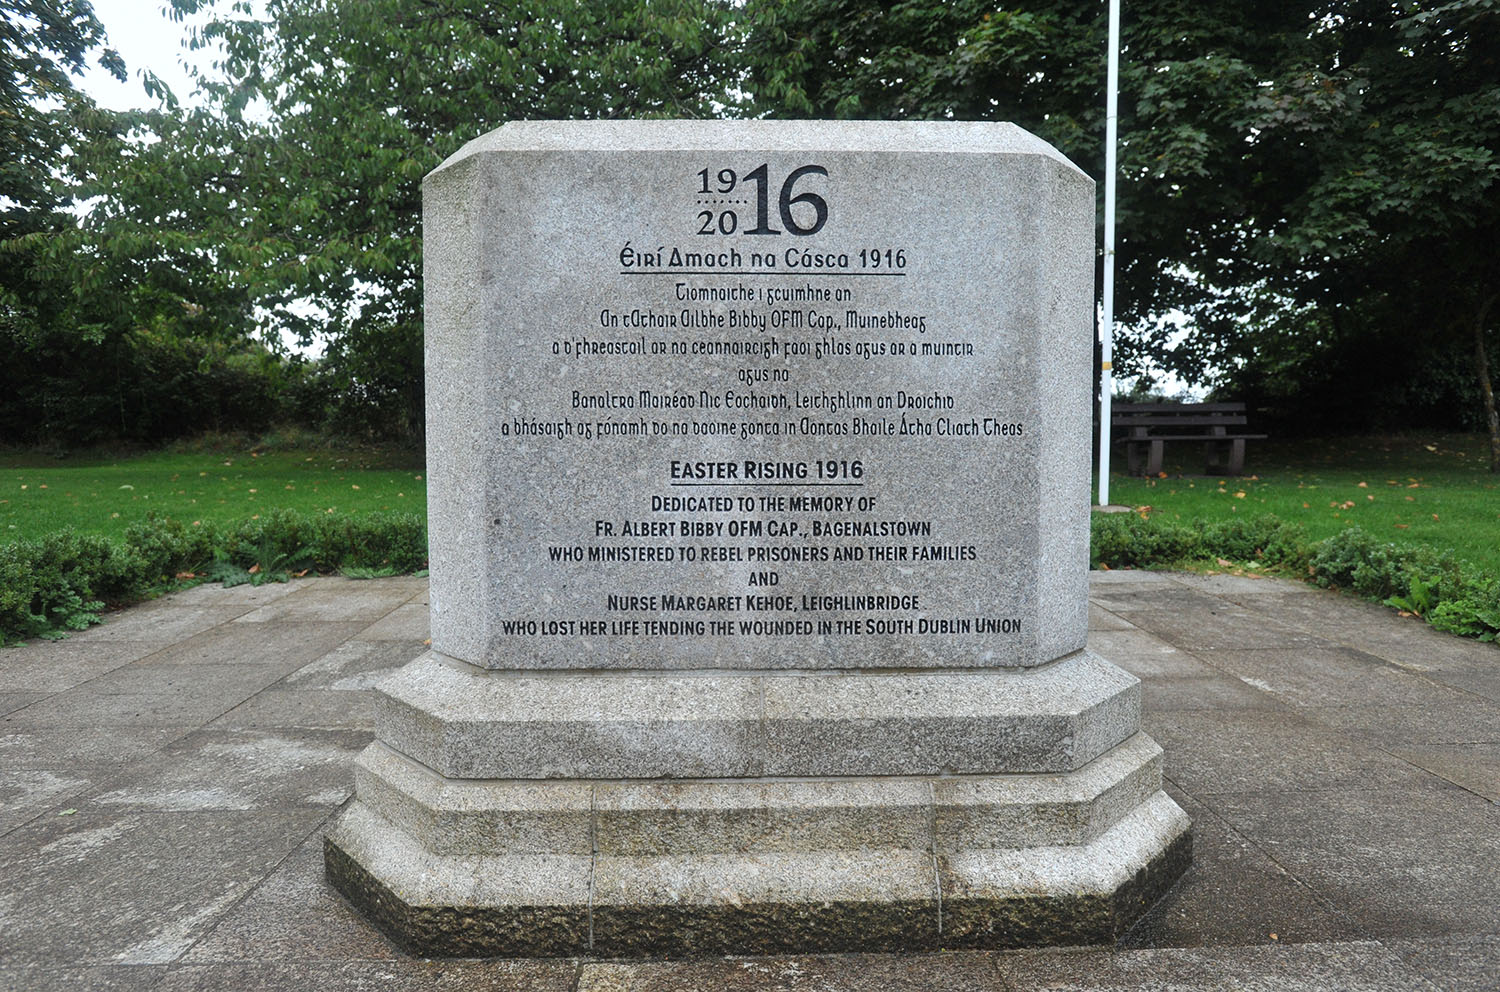 19
20 16
Éirí Amach na Cásca 1916
Tiomnaithe i gcuimhne an
An tAthair Ailbhe Bibby OFM Cap., Muinebheag
a d'fhreastail ar na ceannaircigh faoi ghlas agus ar a muintir
agus na
Banaltra Mairéad Nic Eochaidh, Leithghlinn an Droichid
a bhásaigh ag fónamh do na daoine gonta in Aontas Bhaile Átha Cliath Theas
EASTER RISING 1916
DEDICATED TO THE MEMORY OF
FR. ALBERT BIBBY OFM CAP., BAGENALSTOWN
WHO MINISTERED TO REBEL PRISONERS AND THEIR FAMILIES
AND
NURSE MARGARET KEHOE, LEIGHLINBRIDGE
WHO LOST HER LIFE TENDING THE WOUNDED IN THE SOUTH DUBLIN UNION